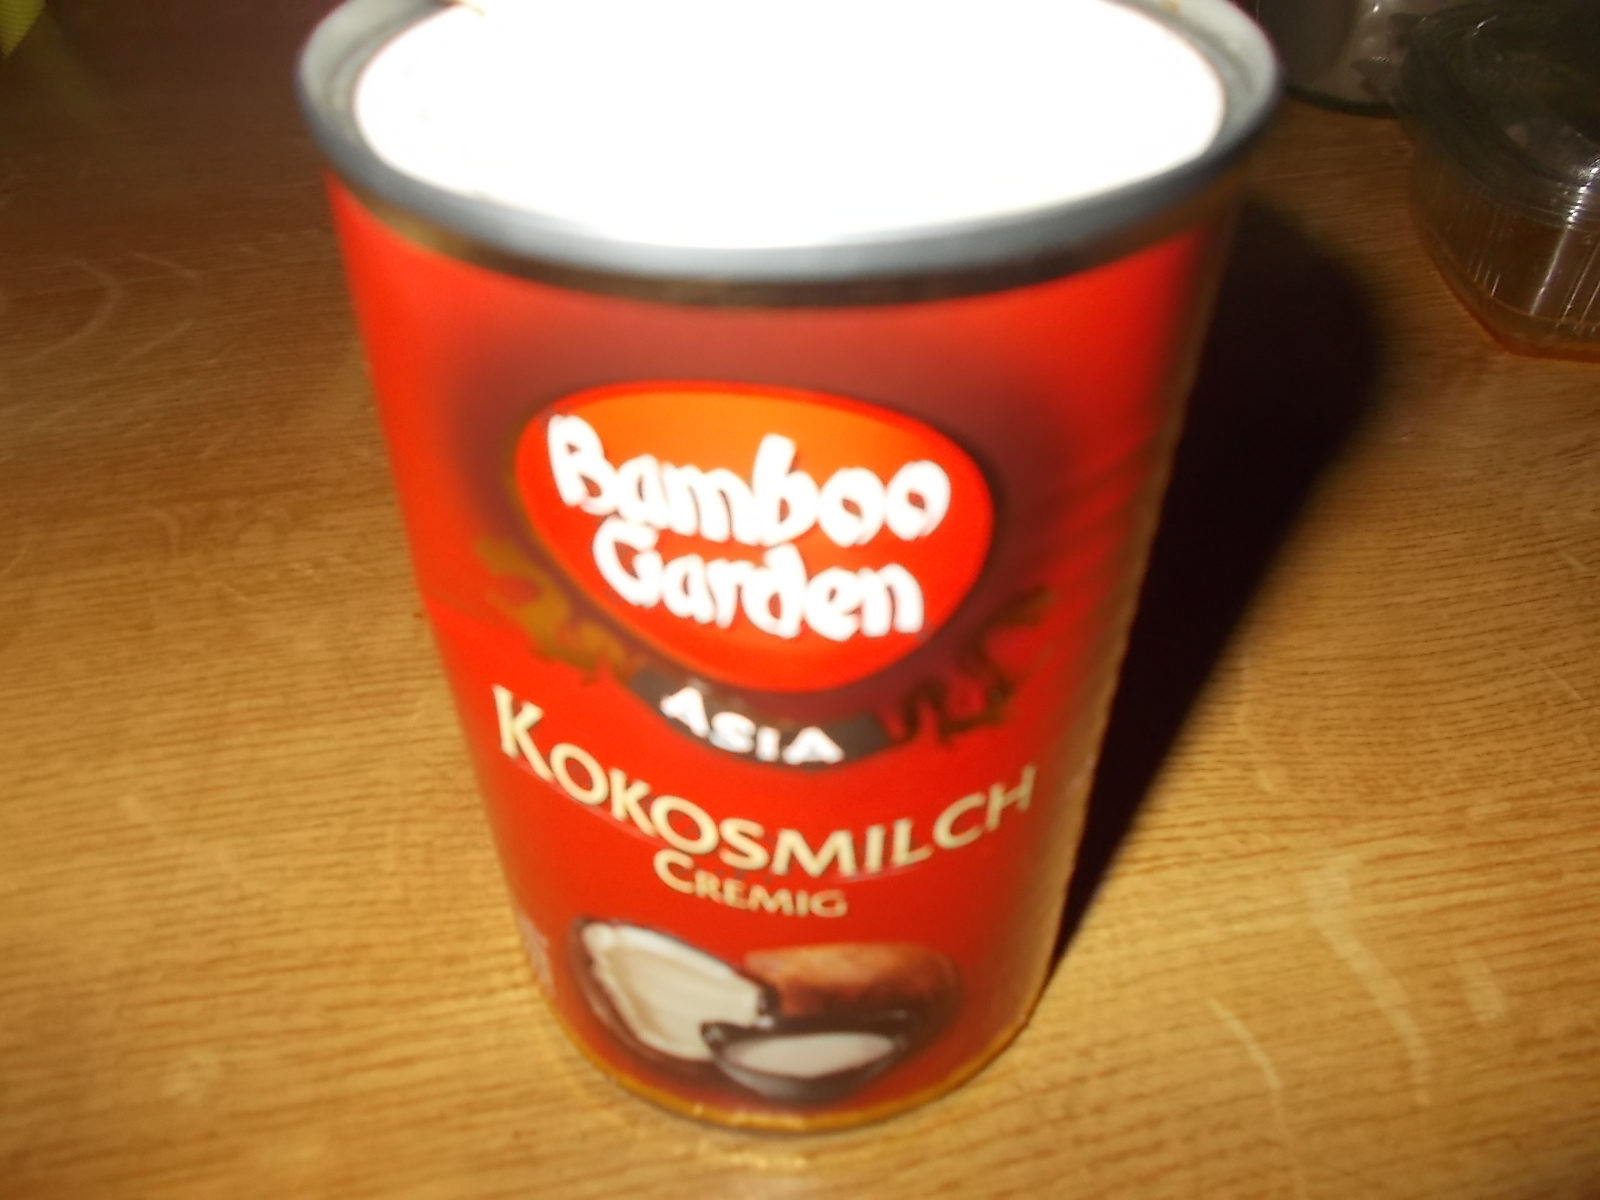 Bamboo
Garden
ASIA
KOKOSMILCH
CREMIG